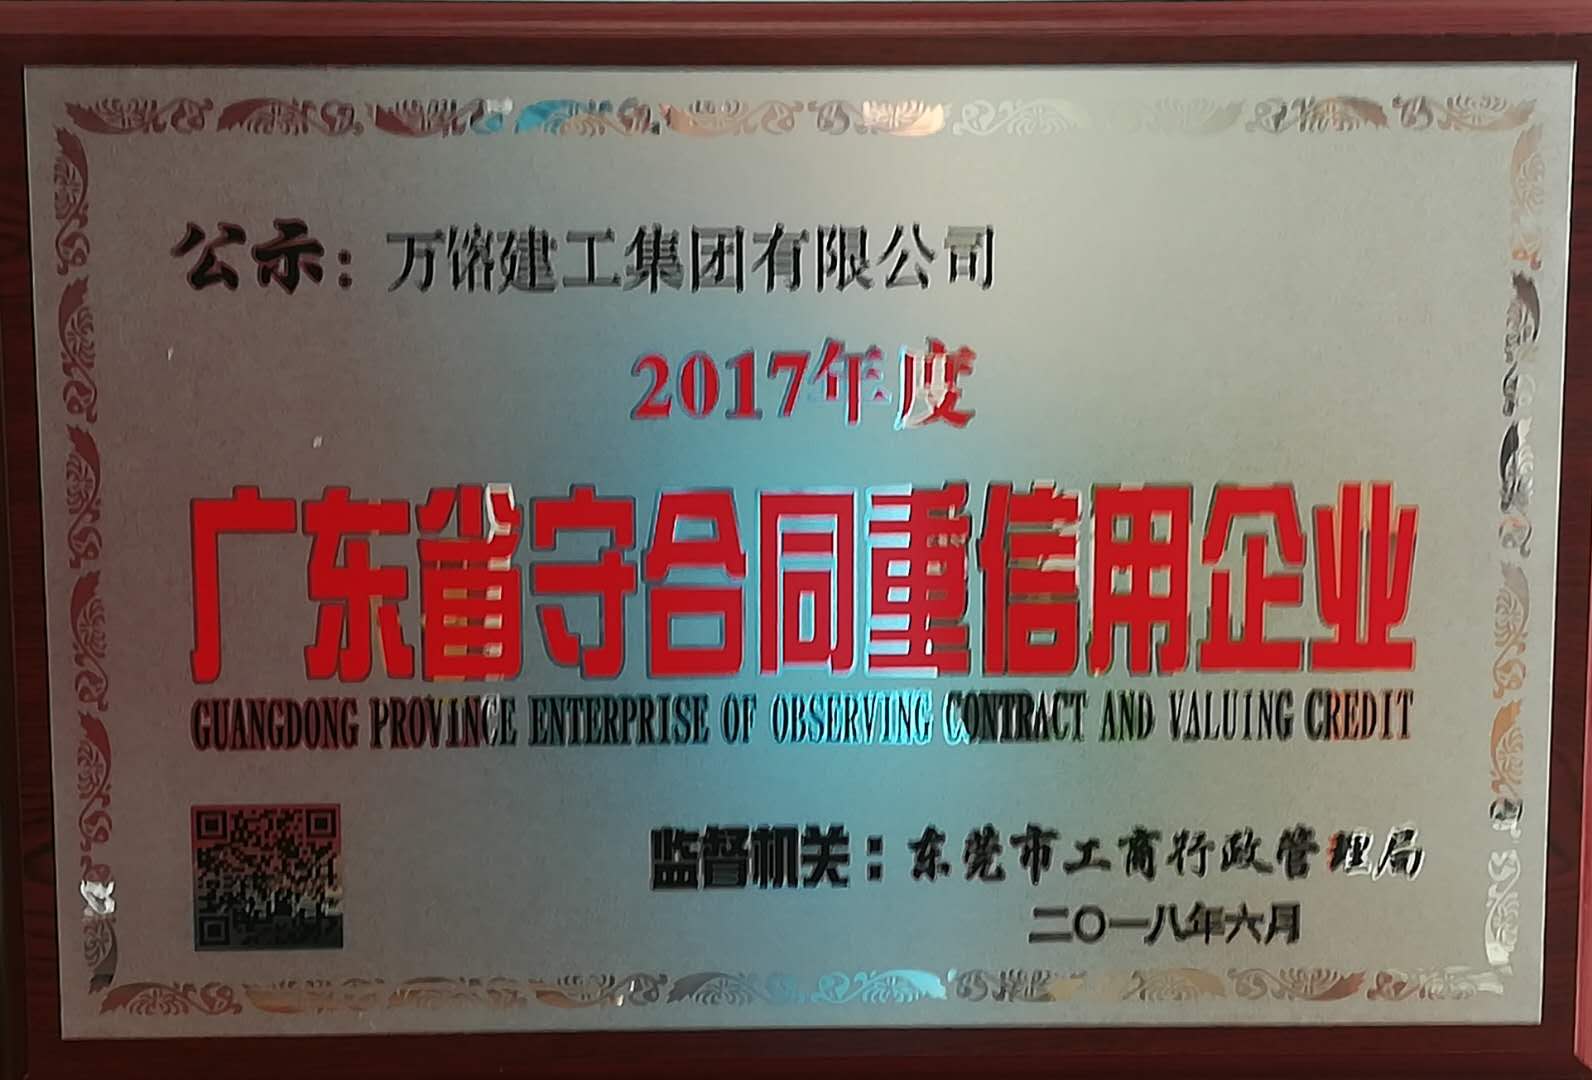 公示：万镕建工集团有限公司
2017年度
广东省守合同重信用企业
GUANGDONG PROVINCE ENTERPRISE OF OBSERVING CONTRACT AND VALUING CREDIT
监督机关：东莞市工商行政管理局
二〇一八年六月